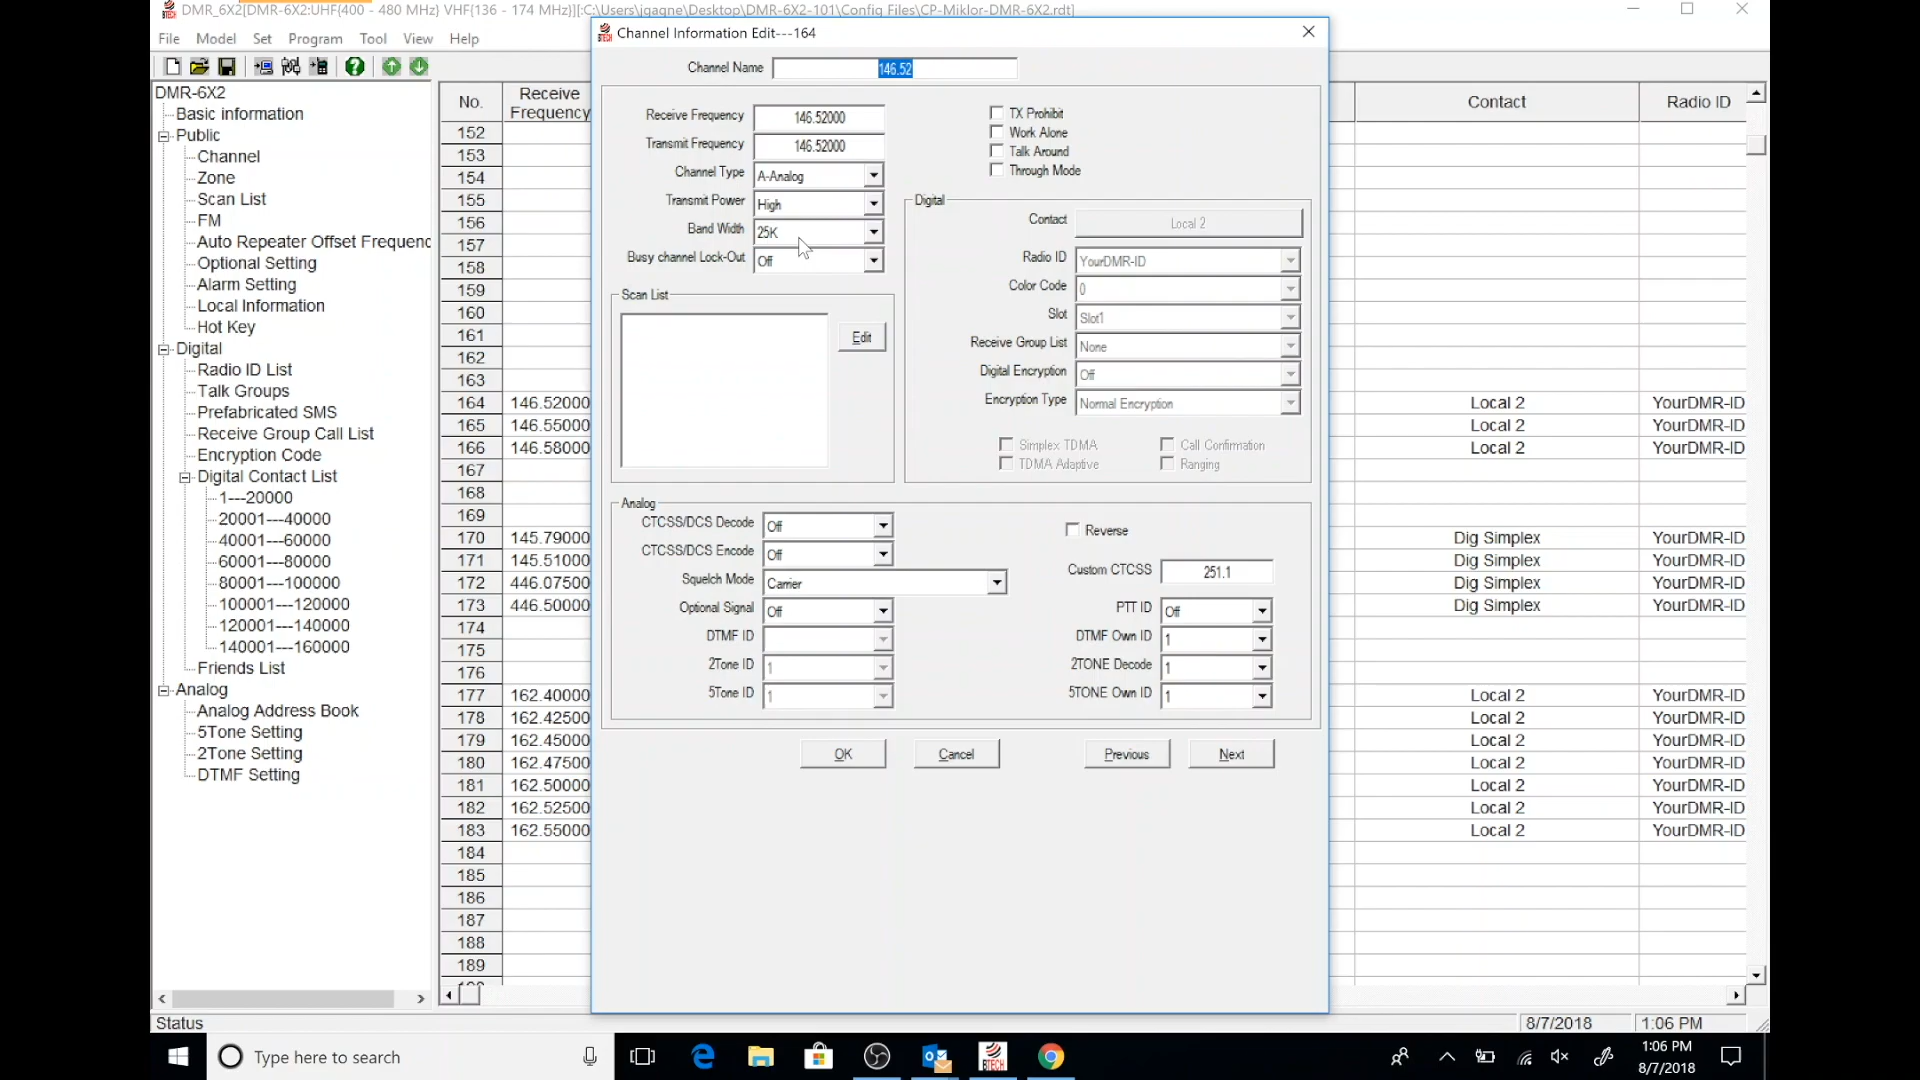 DMR_6X2[DMR-6X2:UHF(400 - 480 MHz) VHF(136 - 174 MHz)][:C:\Users\jgagne\Desktop\DMR-6X2-101\Config Files\CP-Miklor-DMR-6X2.rdt]
File Model Set Program Tool View Help
DMR-6X2
Basic information
Public
Channel
Zone
Scan List
FM
Auto Repeater Offset Frequenc
Optional Setting
Alarm Setting
Local Information
Hot Key
Digital
Radio ID List
Talk Groups
Prefabricated SMS
Receive Group Call List
Encryption Code
Digital Contact List
1---20000
20001---40000
40001---60000
60001---80000
80001---100000
100001---120000
120001---140000
140001---160000
Friends List
Analog
Analog Address Book
5Tone Setting
2Tone Setting
DTMF Setting
No. Receive Frequency Contact Radio ID
152
153
154
155
156
157
158
159
160
161
162
163
164 146.52000 Local 2 YourDMR-ID
165 146.55000 Local 2 YourDMR-ID
166 146.58000 Local 2 YourDMR-ID
167
168
169
170 145.79000 Dig Simplex YourDMR-ID
171 145.51000 Dig Simplex YourDMR-ID
172 446.07500 Dig Simplex YourDMR-ID
173 446.50000 Dig Simplex YourDMR-ID
174
175
176
177 162.40000 Local 2 YourDMR-ID
178 162.42500 Local 2 YourDMR-ID
179 162.45000 Local 2 YourDMR-ID
180 162.47500 Local 2 YourDMR-ID
181 162.50000 Local 2 YourDMR-ID
182 162.52500 Local 2 YourDMR-ID
183 162.55000 Local 2 YourDMR-ID
184
185
186
187
188
189
Channel Information Edit---164
Channel Name 146.52
Receive Frequency 146.52000
Transmit Frequency 146.52000
Channel Type A-Analog
Transmit Power High
Band Width 25K
Busy channel Lock-Out Off
TX Prohibit
Work Alone
Talk Around
Through Mode
Scan List
Edit
Digital
Contact Local 2
Radio ID YourDMR-ID
Color Code 0
Slot Slot1
Receive Group List None
Digital Encryption Off
Encryption Type Normal Encryption
Simplex TDMA Call Confirmation
TDMA Adaptive Ranging
Analog
CTCSS/DCS Decode Off
CTCSS/DCS Encode Off
Squelch Mode Carrier
Optional Signal Off
DTMF ID
2Tone ID 1
5Tone ID 1
Reverse
Custom CTCSS 251.1
PTT ID Off
DTMF Own ID 1
2TONE Decode 1
5TONE Own ID 1
OK Cancel Previous Next
Status 8/7/2018 1:06 PM
Type here to search
BTECH
1:06 PM
8/7/2018